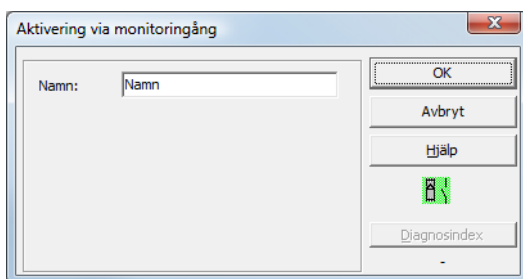 Aktivering via monitoringång
Namn: Namn
OK
Avbryt
Hjälp
Diagnosindex
-